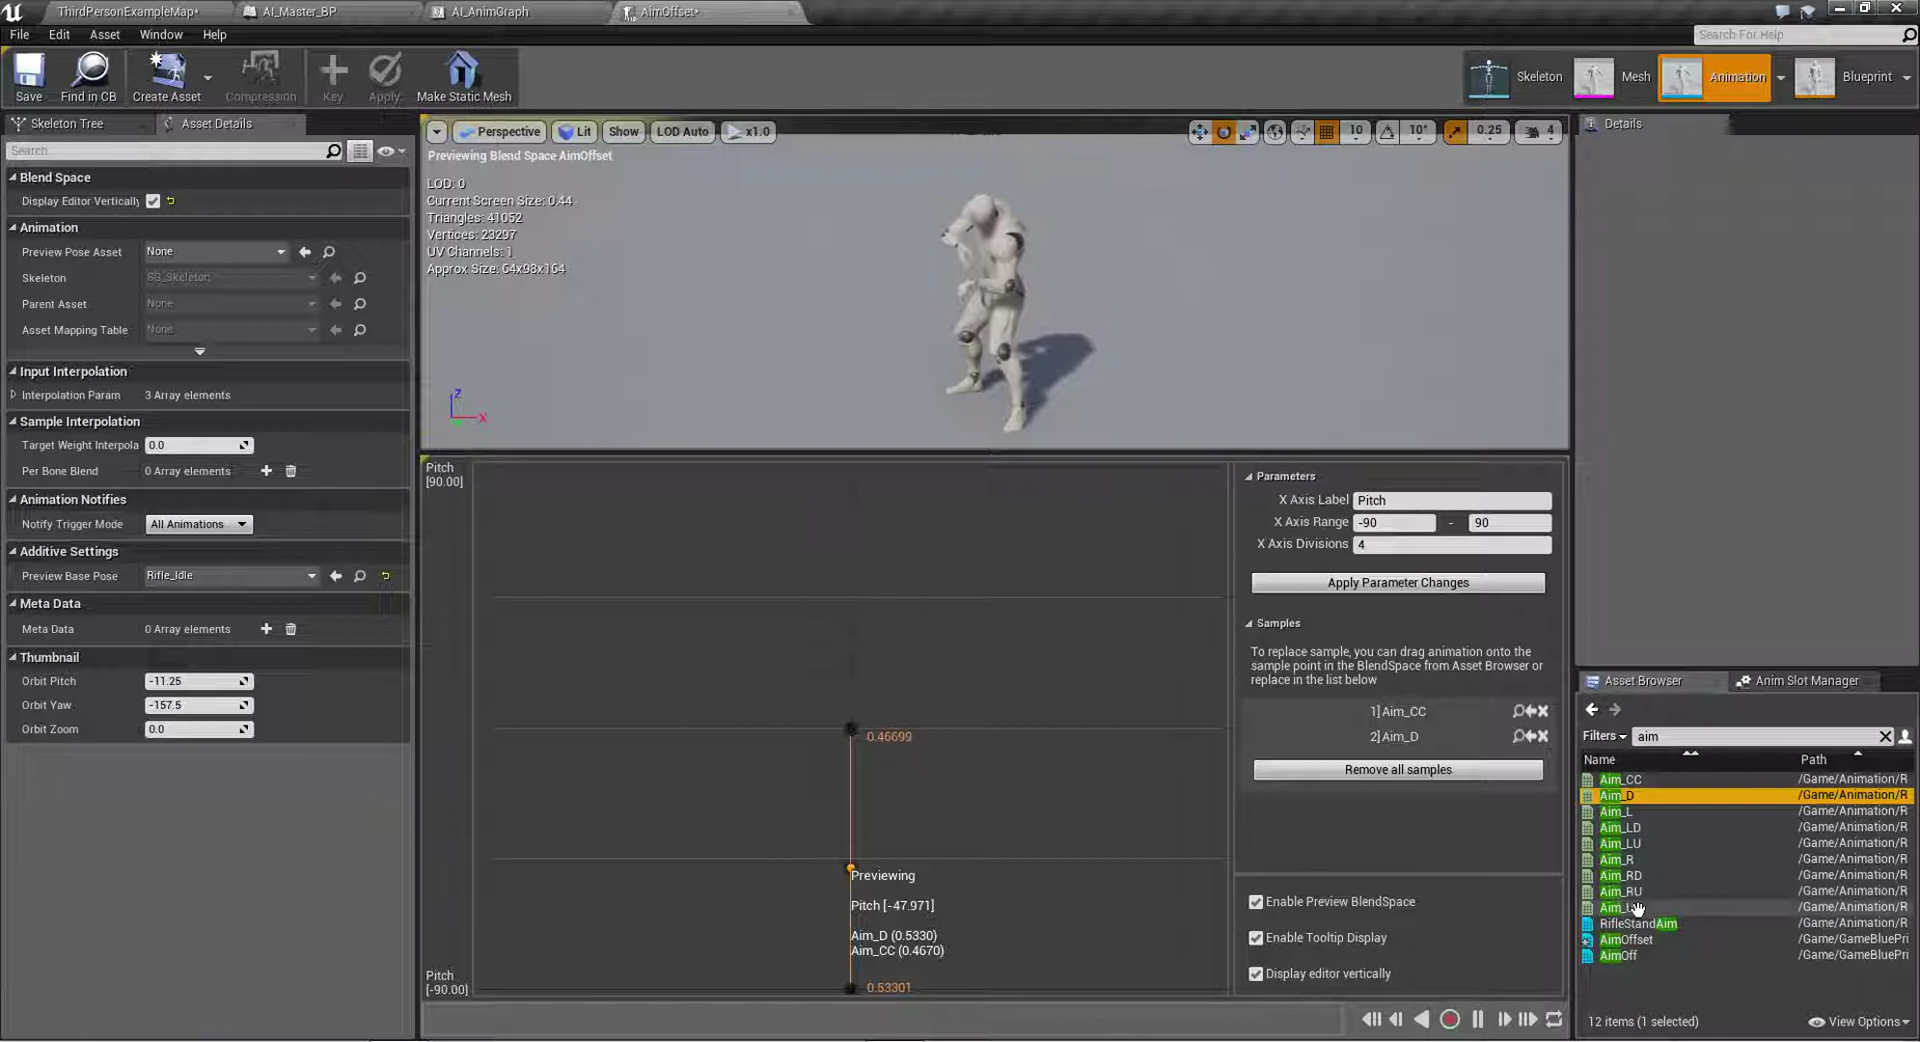 ThirdPersonExampleMap*
AI_Master_BP
AI_AnimGraph
AimOffset*
File Edit Asset Window Help
Search For Help
Save
Find in CB
Create Asset
Compression
Key
Apply
Make Static Mesh
Skeleton
Mesh
Animation
Blueprint
Skeleton Tree
Asset Details
Search
Blend Space
Display Editor Vertically
Animation
Preview Pose Asset None
Skeleton SG_Skeleton
Parent Asset None
Asset Mapping Table None
Input Interpolation
Interpolation Param 3 Array elements
Sample Interpolation
Target Weight Interpola 0.0
Per Bone Blend 0 Array elements
Animation Notifies
Notify Trigger Mode All Animations
Additive Settings
Preview Base Pose Rifle_Idle
Meta Data
Meta Data 0 Array elements
Thumbnail
Orbit Pitch -11.25
Orbit Yaw -157.5
Orbit Zoom 0.0
Perspective Lit Show LOD Auto x1.0
10 10° 0.25 4
Previewing Blend Space AimOffset
LOD: 0
Current Screen Size: 0.44
Triangles: 41052
Vertices: 23297
UV Channels: 1
Approx Size: 64x98x164
Z
X
Pitch
[90.00]
0.46699
Previewing
Pitch [-47.971]
Aim_D (0.5330)
Aim_CC (0.4670)
Pitch
[-90.00]
0.53301
Parameters
X Axis Label Pitch
X Axis Range -90 - 90
X Axis Divisions 4
Apply Parameter Changes
Samples
To replace sample, you can drag animation onto the
sample point in the BlendSpace from Asset Browser or
replace in the list below
1]Aim_CC
2]Aim_D
Remove all samples
Enable Preview BlendSpace
Enable Tooltip Display
Display editor vertically
Details
Asset Browser
Anim Slot Manager
Filters aim
Name Path
Aim_CC /Game/Animation/R
Aim_D /Game/Animation/R
Aim_L /Game/Animation/R
Aim_LD /Game/Animation/R
Aim_LU /Game/Animation/R
Aim_R /Game/Animation/R
Aim_RD /Game/Animation/R
Aim_RU /Game/Animation/R
Aim_U /Game/Animation/R
RifleStandAim /Game/Animation/R
AimOffset /Game/GameBluePri
AimOff /Game/GameBluePri
12 items (1 selected)
View Options